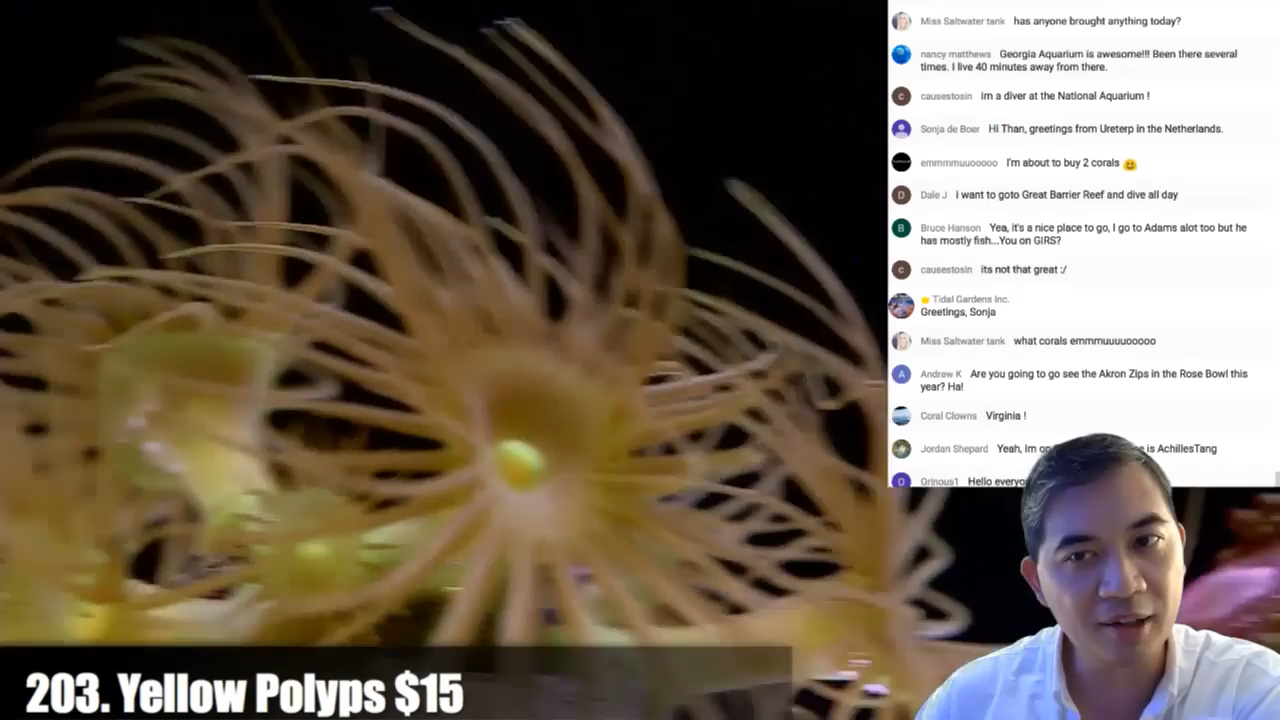 Miss Saltwater tank has anyone brought anything today?
nancy matthews Georgia Aquarium is awesome!!! Been there several
times. I live 40 minutes away from there.
c causestosin im a diver at the National Aquarium !
Sonja de Boer Hi Than, greetings from Ureterp in the Netherlands.
emmmmuuooooo I'm about to buy 2 corals
D Dale J i want to goto Great Barrier Reef and dive all day
B Bruce Hanson Yea, it's a nice place to go, I go to Adams alot too but he
has mostly fish...You on GIRS?
c causestosin its not that great :/
Tidal Gardens Inc.
Greetings, Sonja
Miss Saltwater tank what corals emmmuuuuooooo
A Andrew K Are you going to go see the Akron Zips in the Rose Bowl this
year? Ha!
Coral Clowns Virginia !
Jordan Shepard Yeah, Im on is AchillesTang
Hello
203. Yellow Polyps $15